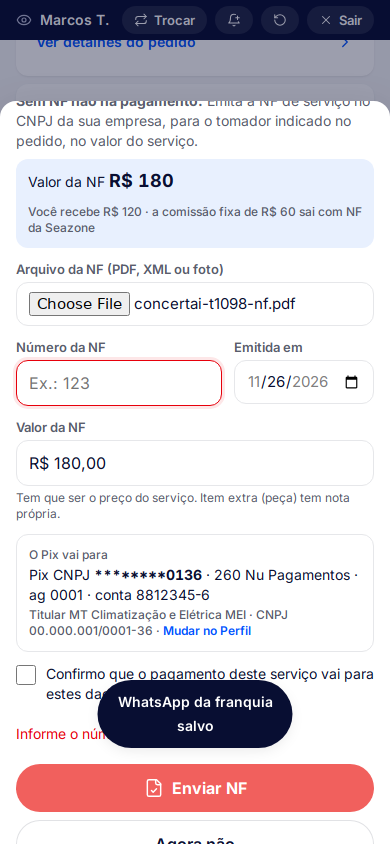 Marcos T.
Trocar
Sair
Ver detalhes do pedido
Sem NF não há pagamento: Emita a NF de serviço no
CNPJ da sua empresa, para o tomador indicado no
pedido, no valor do serviço.
Valor da NF R$ 180
Você recebe R$ 120 · a comissão fixa de R$ 60 sai com NF
da Seazone
Arquivo da NF (PDF, XML ou foto)
Choose File concertai-t1098-nf.pdf
Número da NF
Emitida em
Ex.: 123
11/26/2026
Valor da NF
R$ 180,00
Tem que ser o preço do serviço. Item extra (peça) tem nota
própria.
O Pix vai para
Pix CNPJ ********0136 · 260 Nu Pagamentos ·
ag 0001 · conta 8812345-6
Titular MT Climatização e Elétrica MEI · CNPJ
00.000.001/0001-36 · Mudar no Perfil
Confirmo que o pagamento deste serviço vai para
estes
WhatsApp da franquia
salvo
Informe o
Enviar NF
Agora não